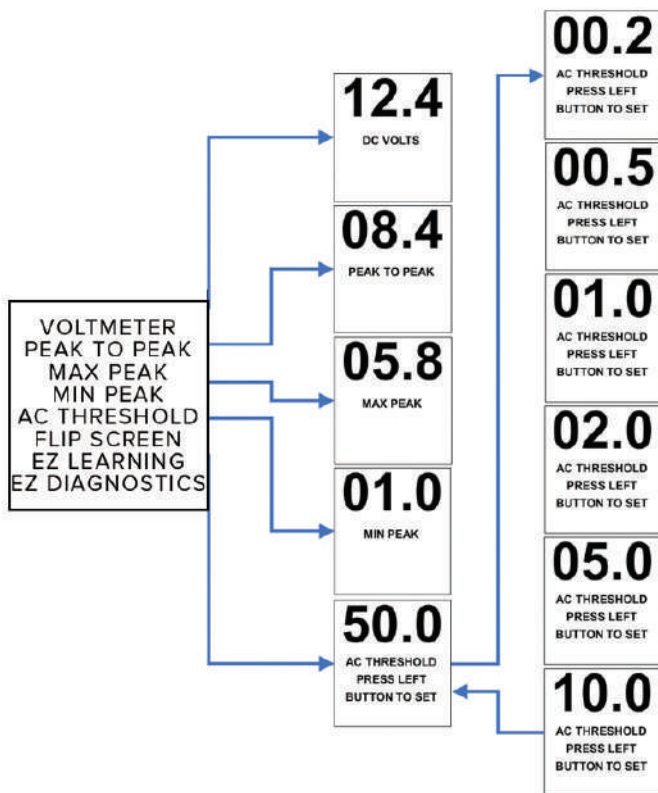 VOLTMETER
PEAK TO PEAK
MAX PEAK
MIN PEAK
AC THRESHOLD
FLIP SCREEN
EZ LEARNING
EZ DIAGNOSTICS
12.4
DC VOLTS
08.4
PEAK TO PEAK
05.8
MAX PEAK
01.0
MIN PEAK
50.0
AC THRESHOLD
PRESS LEFT
BUTTON TO SET
00.2
AC THRESHOLD
PRESS LEFT
BUTTON TO SET
00.5
AC THRESHOLD
PRESS LEFT
BUTTON TO SET
01.0
AC THRESHOLD
PRESS LEFT
BUTTON TO SET
02.0
AC THRESHOLD
PRESS LEFT
BUTTON TO SET
05.0
AC THRESHOLD
PRESS LEFT
BUTTON TO SET
10.0
AC THRESHOLD
PRESS LEFT
BUTTON TO SET